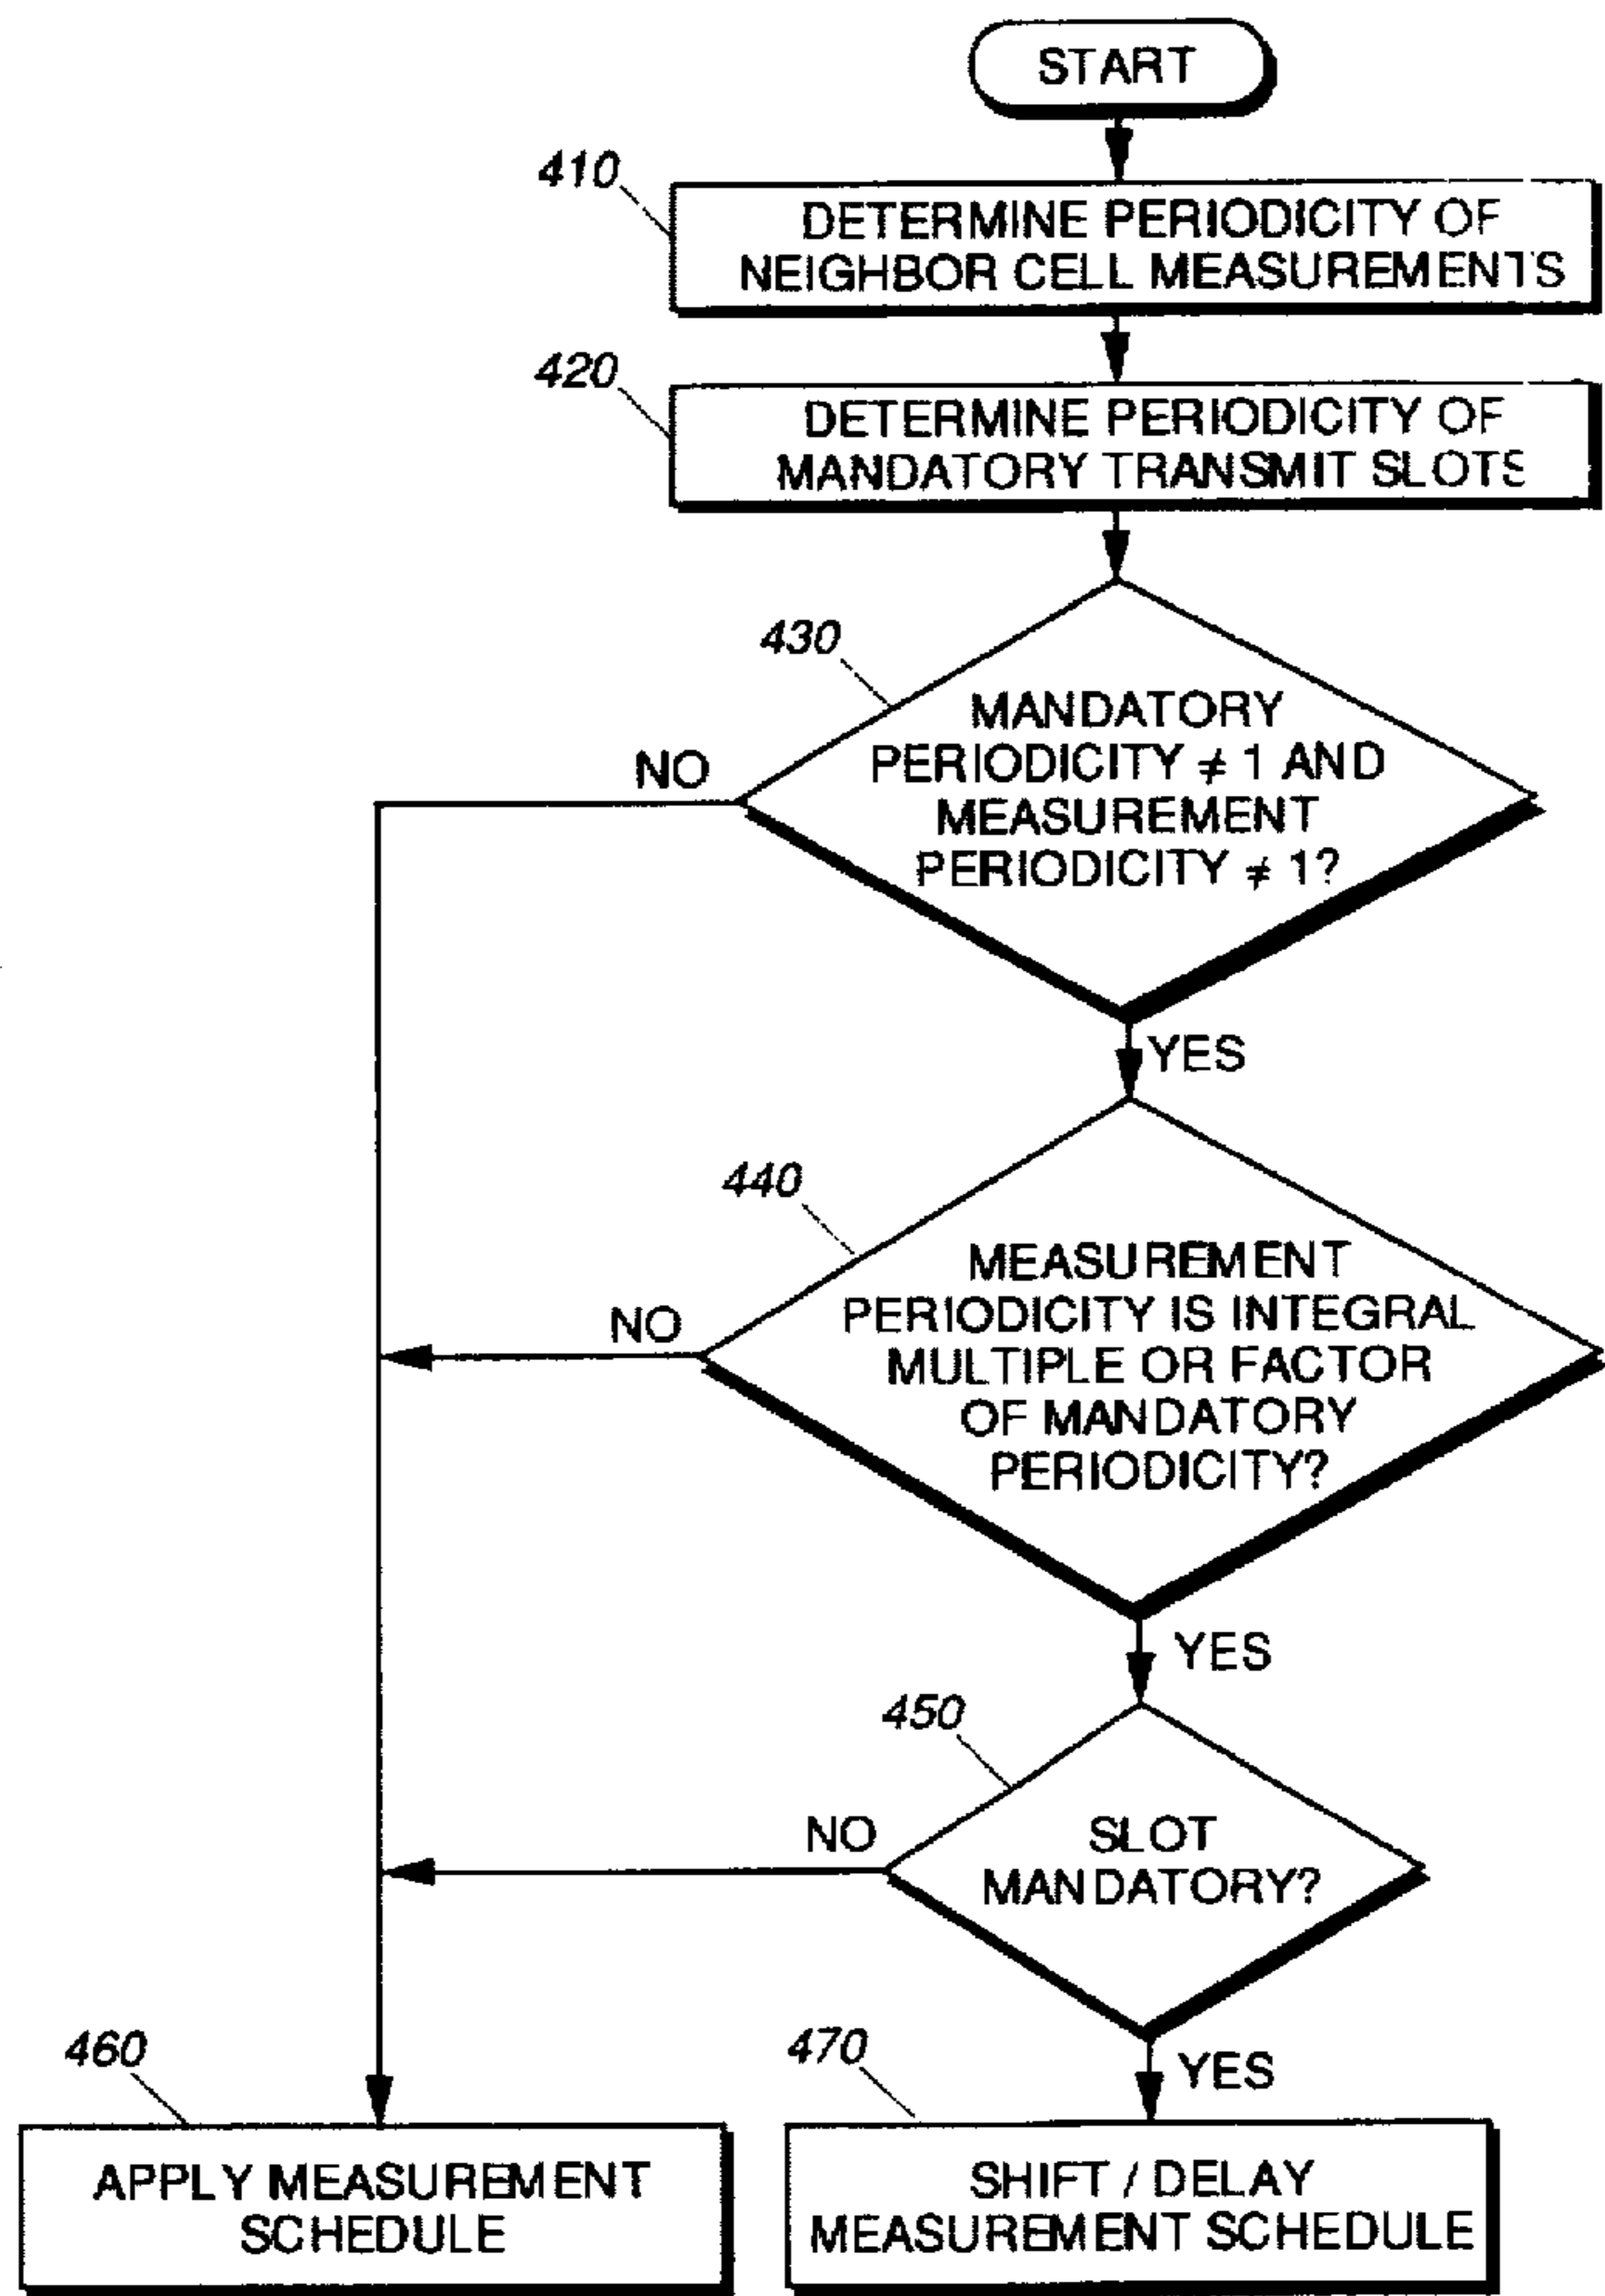 START
410
DETERMINE PERIODICITY OF
NEIGHBOR CELL MEASUREMENTS
420
DETERMINE PERIODICITY OF
MANDATORY TRANSMIT SLOTS
430
MANDATORY
PERIODICITY ≠ 1 AND
MEASUREMENT
PERIODICITY ≠ 1?
NO
YES
440
MEASUREMENT
PERIODICITY IS INTEGRAL
MULTIPLE OR FACTOR
OF MANDATORY
PERIODICITY?
NO
YES
450
SLOT
MANDATORY?
NO
YES
460
APPLY MEASUREMENT
SCHEDULE
470
SHIFT / DELAY
MEASUREMENT SCHEDULE